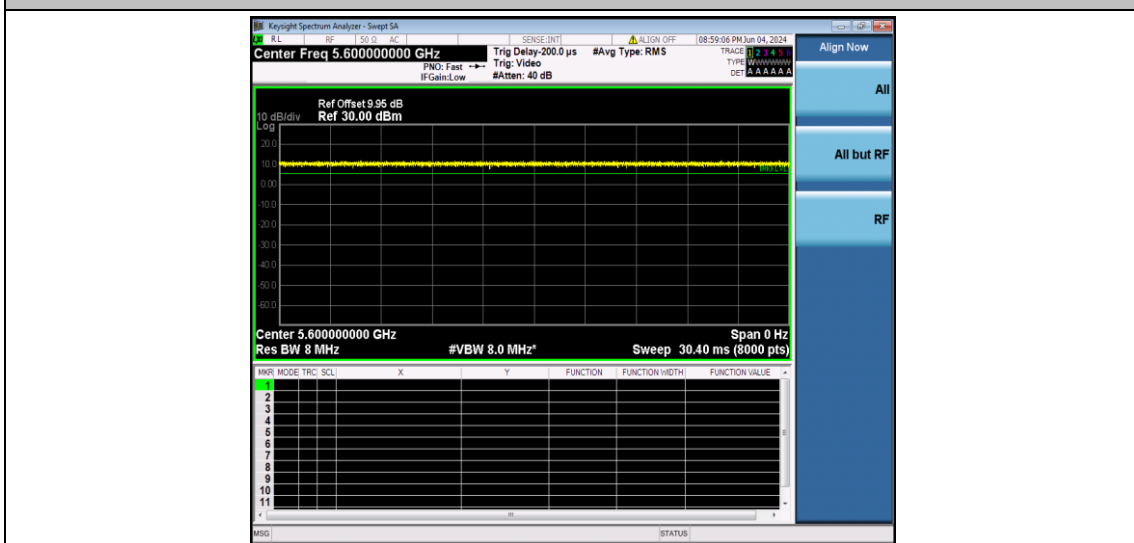 Keysight Spectrum Analyzer - Swept SA
RL RF 50 Ω AC SENSE:INT ALIGN OFF 08:59:06 PM Jun 04, 2024
Center Freq 5.600000000 GHz Trig Delay-200.0 µs #Avg Type: RMS TRACE 1 2 3 4 5 6
PNO: Fast Trig: Video TYPE WWWWWW
IFGain:Low #Atten: 40 dB DET A A A A A A
Align Now
All
All but RF
RF
Ref Offset 9.95 dB
10 dB/div Ref 30.00 dBm
Log
20.0
10.0
TRIG LVL
0.00
-10.0
-20.0
-30.0
-40.0
-50.0
-60.0
Center 5.600000000 GHz Span 0 Hz
Res BW 8 MHz #VBW 8.0 MHz* Sweep 30.40 ms (8000 pts)
MKR MODE TRC SCL X Y FUNCTION FUNCTION WIDTH FUNCTION VALUE
1
2
3
4
5
6
7
8
9
10
11
MSG STATUS